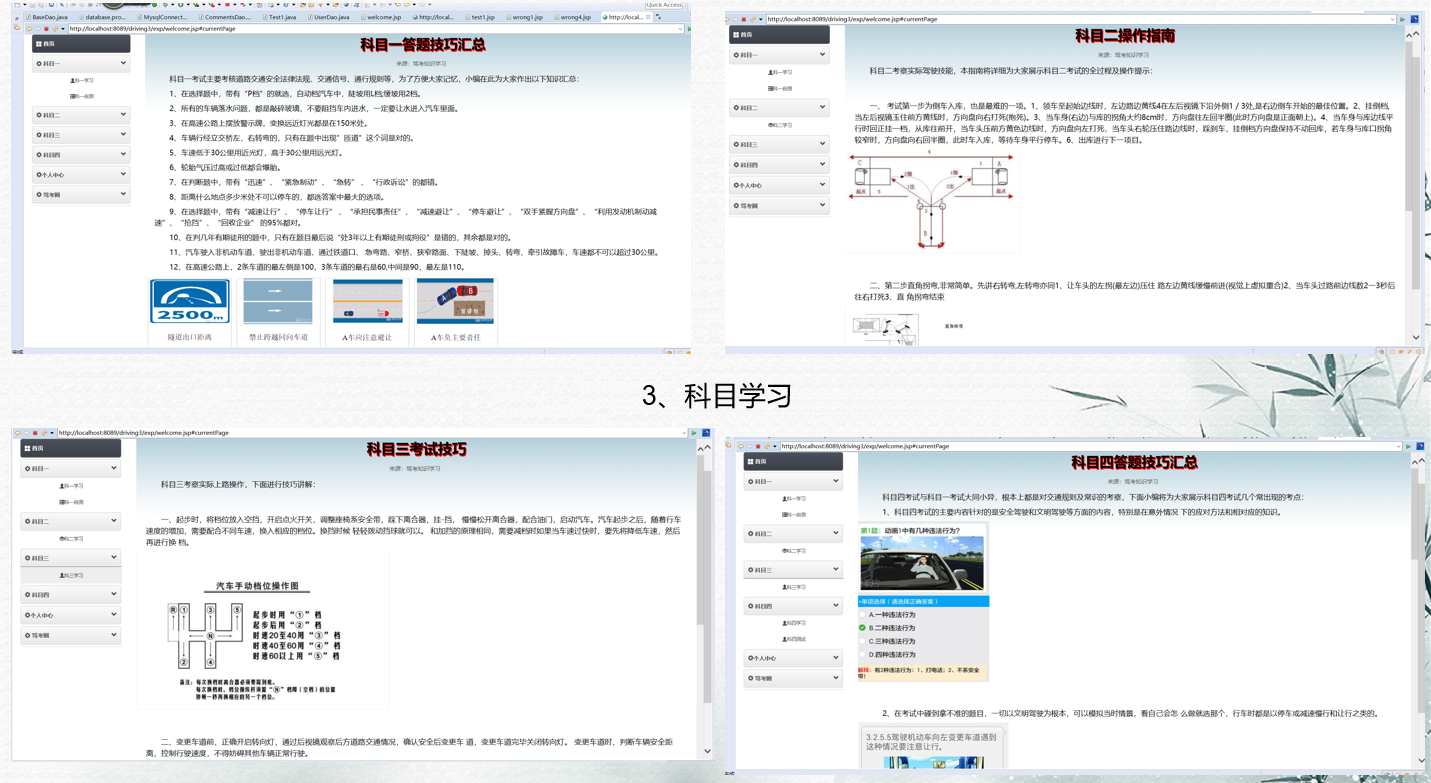 Quick Access
BaseDao.java
database.pro...
MysqlConnect...
CommentsDao....
Test1.java
UserDao.java
welcome.jsp
http://local...
test1.jsp
wrong1.jsp
wrong4.jsp
http://local...
http://localhost:8089/driving3/exp/welcome.jsp#currentPage
首页
科目一
科一学习
科一自测
科目二
科目三
科目四
个人中心
驾考圈
科目一答题技巧汇总
来源: 驾考知识学习
科目一考试主要考核道路交通安全法律法规、交通信号、通行规则等，为了方便大家记忆，小编在此为大家作出以下知识汇总：
1、在选择题中，带有“P档”的就选，自动档汽车中，陡坡用L档;缓坡用2档。
2、所有的车辆落水问题，都是敲碎玻璃，不要阻挡车内进水，一定要让水进入汽车里面。
3、在高速公路上摆放警示牌、变换远近灯光都是在150米处。
4、车辆行经立交桥左、右转弯的，只有在题中出现“匝道”这个词是对的。
5、车速低于30公里用近光灯，高于30公里用远光灯。
6、轮胎气压过高或过低都会爆胎。
7、在判断题中，带有“迅速”、“紧急制动”、“急转”、“行政诉讼”的都错。
8、距离什么地点多少米处不可以停车的，都选答案中最大的选项。
9、在选择题中，带有“减速让行”、“停车让行”、“承担民事责任”、“减速避让”、“停车避让”、“双手紧握方向盘”、“利用发动机制动减
速”、“抢挡”、“回收企业”的95%都对。
10、在判几年有期徒刑的题中，只有在题目最后说“处3年以上有期徒刑或拘役”是错的，其余都是对的。
11、汽车驶入非机动车道、驶出非机动车道、通过铁道口、急弯路、窄桥、狭窄路面、下陡坡、掉头、转弯、牵引故障车，车速都不可以超过30公里。
12、在高速公路上，2条车道的最左侧是100，3条车道的最右是60,中间是90，最左是110。
2500m
A
B
隧道出口距离
禁止跨越同向车道
A车应注意避让
A车负主要责任
http://localhost:8089/driving3/exp/welcome.jsp#currentPage
首页
科目一
科一学习
科一自测
科目二
科二学习
科目三
科目四
个人中心
驾考圈
科目二操作指南
来源: 驾考知识学习
科目二考察实际驾驶技能，本指南将详细为大家展示科目二考试的全过程及操作提示：
一、 考试第一步为倒车入库，也是最难的一项。1、领车至起始边线时，左边路边黄线4在左后视镜下沿外侧1 / 3处,是右边倒车开始的最佳位置。2、挂倒档,
当左后视镜玉住前方黄线时，方向盘向右打死(饱死)。3、当车身(右边)与库边的拐角大约8cm时，方向盘往左回半圈(此时方向盘是正面朝上)。4、当车身与库边线平
行时回正挂一档，从库往前开，当车头压前方黄色边线时，方向盘向左打死，当车头右轮压住路边线时，踩刹车，挂倒档方向盘保持不动回库，若车身与库口拐角
较窄时，方向盘向右回半圈，此时车入库，等待车身平行停车。6、出库进行下一项目。
C
A
起点
起点
二、第二步直角拐弯,非常简单。先讲右转弯,左转弯亦同1、让车头的左拐(最左边)压住 路左边黄线缓慢前进(视觉上虚拟重合)2、当车头过路前边线数2一3秒后
往右打死3、直 角拐弯结束
直角转弯
3、科目学习
http://localhost:8089/driving3/exp/welcome.jsp#currentPage
首页
科目一
科一学习
科一自测
科目二
科二学习
科目三
科三学习
科目四
个人中心
驾考圈
科目三考试技巧
来源: 驾考知识学习
科目三考察实际上路操作，下面进行技巧讲解：
一、起步时，将档位放入空挡，开启点火开关，调整座椅系安全带，踩下离合器，挂-挡， 慢慢松开离合器，配合油门，启动汽车。汽车起步之后，随着行车
速度的增加，需要配合不同车速，换入相应的档位。换挡时候 轻轻拨动挡球就可以。 和加挡的原理相同，需要减档时如果当车速过快时，要先将降低车速，然后
再进行换 档。
汽车手动档位操作图
R ① ③ ⑤
N
② ④
起步时用“①”档
起步后用“②”档
时速20至40用“③”档
时速40至60用“④”档
时速60以上用“⑤”档
备注：每次换档时离合器必须要踩到底。
二、变更车道前，正确开启转向灯，通过后视镜观察后方道路交通情况，确认安全后变更车 道，变更车道完毕关闭转向灯。 变更车道时，判断车辆安全距
离，控制行驶速度，不得妨碍其他车辆正常行驶。
http://localhost:8089/driving3/exp/welcome.jsp#currentPage
首页
科目一
科一学习
科一自测
科目二
科二学习
科目三
科三学习
科目四
科四学习
科四测试
个人中心
驾考圈
科目四答题技巧汇总
来源: 驾考知识学习
科目四考试与科目一考试大同小异，根本上都是对交通规则及常识的考察，下面小编将为大家展示科目四考试几个常出现的考点：
1、科目四考试的主要内容针对的是安全驾驶和文明驾驶等方面的内容，特别是在意外情况 下的应对方法和相对应的知识。
第1题：动画1中有几种违法行为?
单项选择（请选择正确答案）
A.一种违法行为
B.二种违法行为
C.三种违法行为
D.四种违法行为
解释：有2种违法行为：1、打电话；2、不系安全
带!
2、在考试中碰到拿不准的题目，一切以文明驾驶为根本，可以模拟当时情景，看自己会怎 么做就选那个，行车时都是以停车或减速慢行和让行之类的。
3.2.5.5驾驶机动车向左变更车道遇到
这种情况要注意让行。